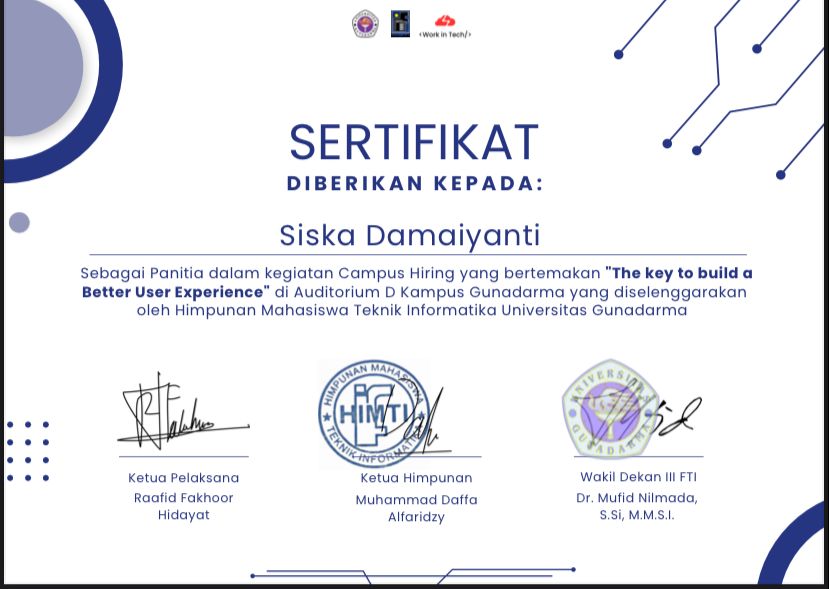 <Work in Tech/>
SERTIFIKAT
DIBERIKAN KEPADA:
Siska Damaiyanti
Sebagai Panitia dalam kegiatan Campus Hiring yang bertemakan "The key to build a
Better User Experience" di Auditorium D Kampus Gunadarma yang diselenggarakan
oleh Himpunan Mahasiswa Teknik Informatika Universitas Gunadarma
HIMPUNAN MAHASISWA
HIMTI
TEKNIK INFORMATIKA
UNIVERSITAS
GUNADARMA
Ketua Pelaksana
Raafid Fakhoor
Hidayat
Ketua Himpunan
Muhammad Daffa
Alfaridzy
Wakil Dekan III FTI
Dr. Mufid Nilmada,
S.Si, M.M.S.I.